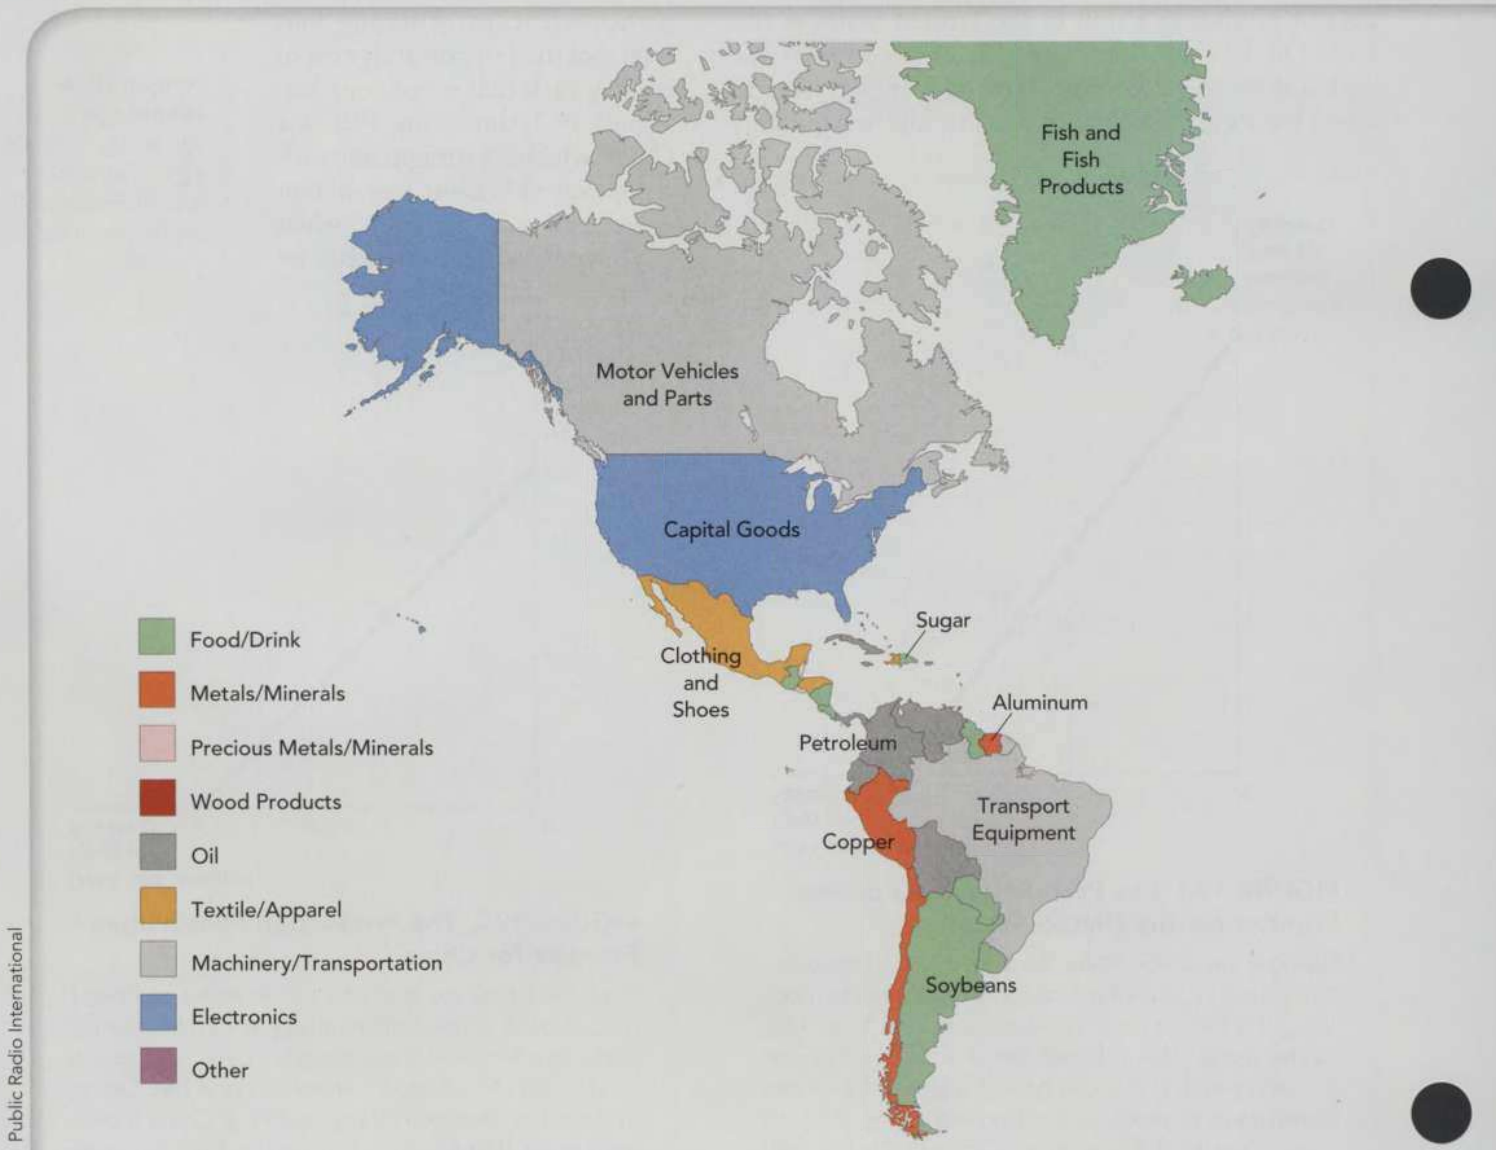 Fish and
Fish
Products
Motor Vehicles
and Parts
Capital Goods
Sugar
Clothing
and
Shoes
Aluminum
Petroleum
Transport
Equipment
Copper
Soybeans
Food/Drink
Metals/Minerals
Precious Metals/Minerals
Wood Products
Oil
Textile/Apparel
Machinery/Transportation
Electronics
Other
Public Radio International